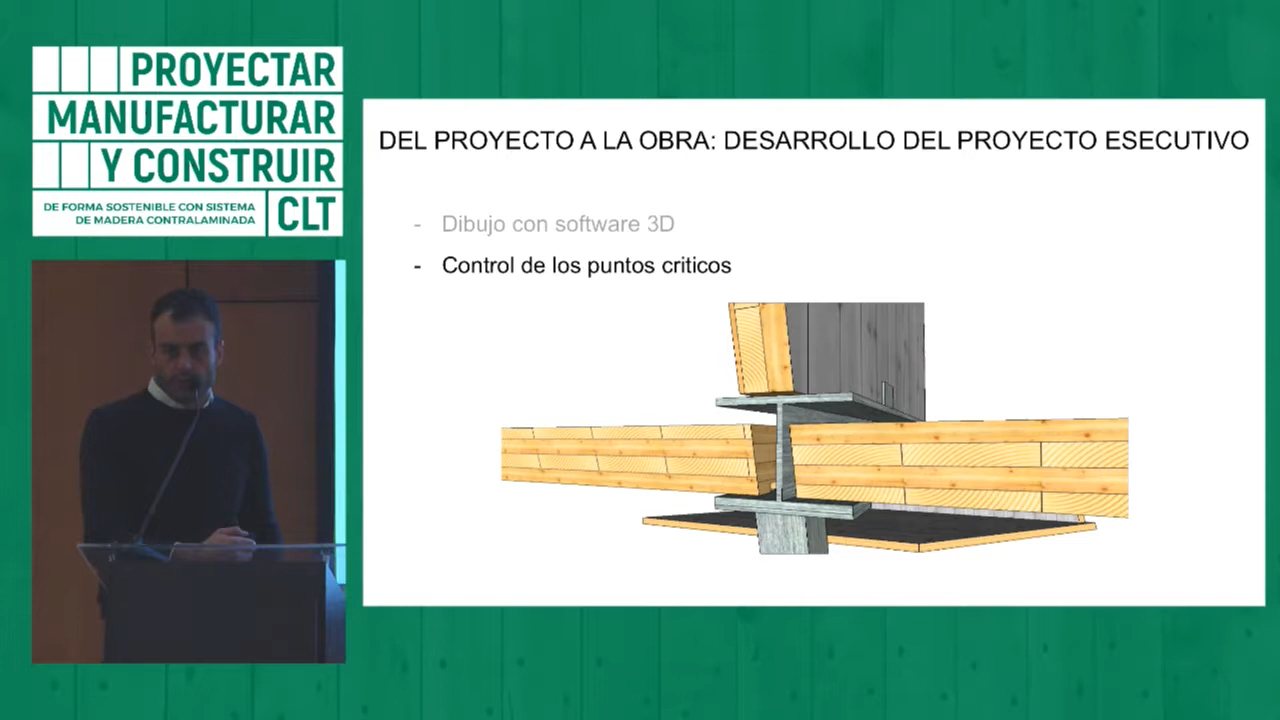 PROYECTAR
MANUFACTURAR
Y CONSTRUIR
DE FORMA SOSTENIBLE CON SISTEMA
DE MADERA CONTRALAMINADA
CLT
DEL PROYECTO A LA OBRA: DESARROLLO DEL PROYECTO ESECUTIVO
- Dibujo con software 3D
- Control de los puntos criticos